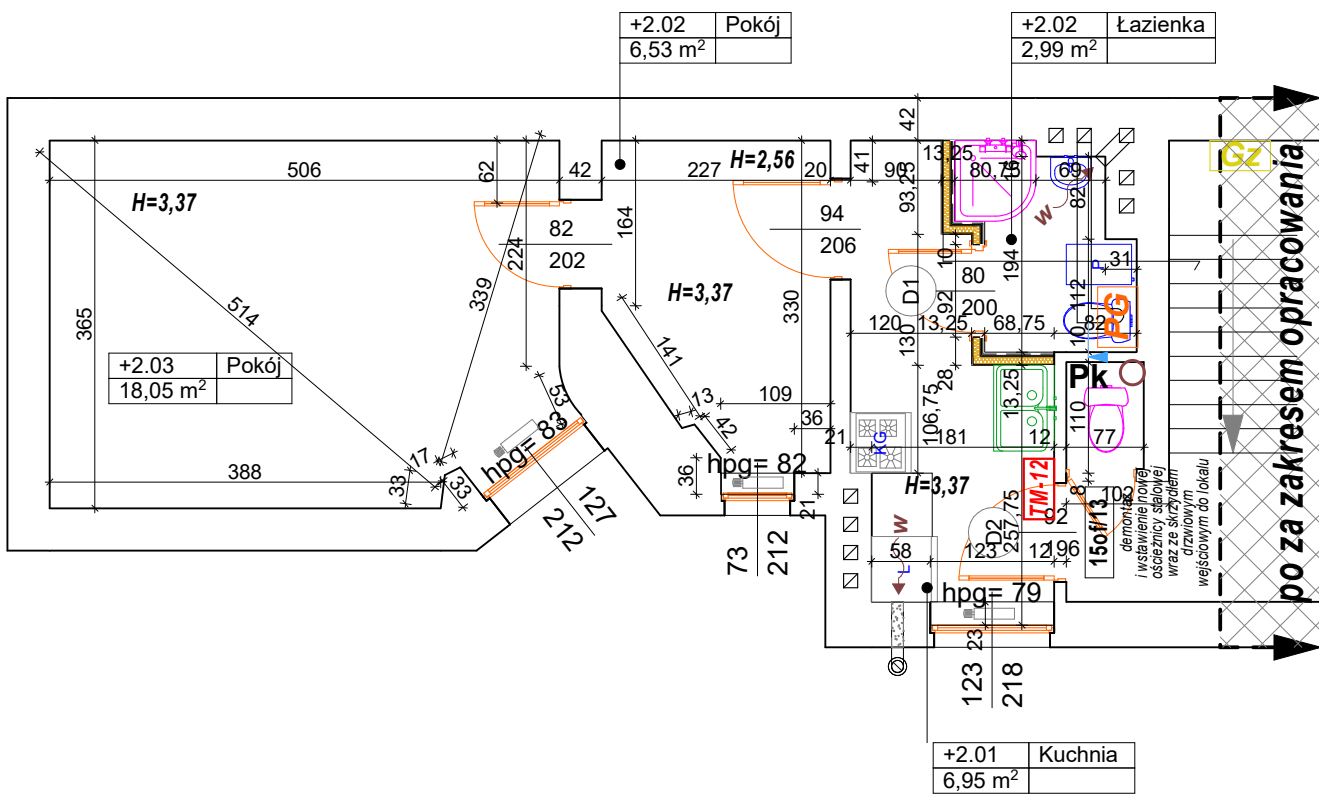 +2.02 Pokój
6,53 m²
+2.02 Łazienka
2,99 m²
42
Gz
po za zakresem opracowania
506
42
227
20
41
90
93,25
13,25
80,75
69
82
H=3,37
62
H=2,56
164
94
206
82
202
224
W
10
194
31
P
112
PG
80
200
D1
92
365
514
339
H=3,37
330
120
130
13,25
68,75
82
10
141
+2.03 Pokój
18,05 m²
53
13
42
109
36
28
106,75
13,25
Pk
110
77
21
181
12
KG
388
17
33
33
hpg= 83
127
212
36
hpg= 82
21
73
212
H=3,37
TM-12
8
102
92
196
15of/13
demontaż
i wstawienie nowej
ościeżnicy stalowej
wraz ze skrzydłem
drzwiowym
wejściowym do lokalu
W
L
58
123
12
257,75
D2
hpg= 79
23
123
218
+2.01 Kuchnia
6,95 m²